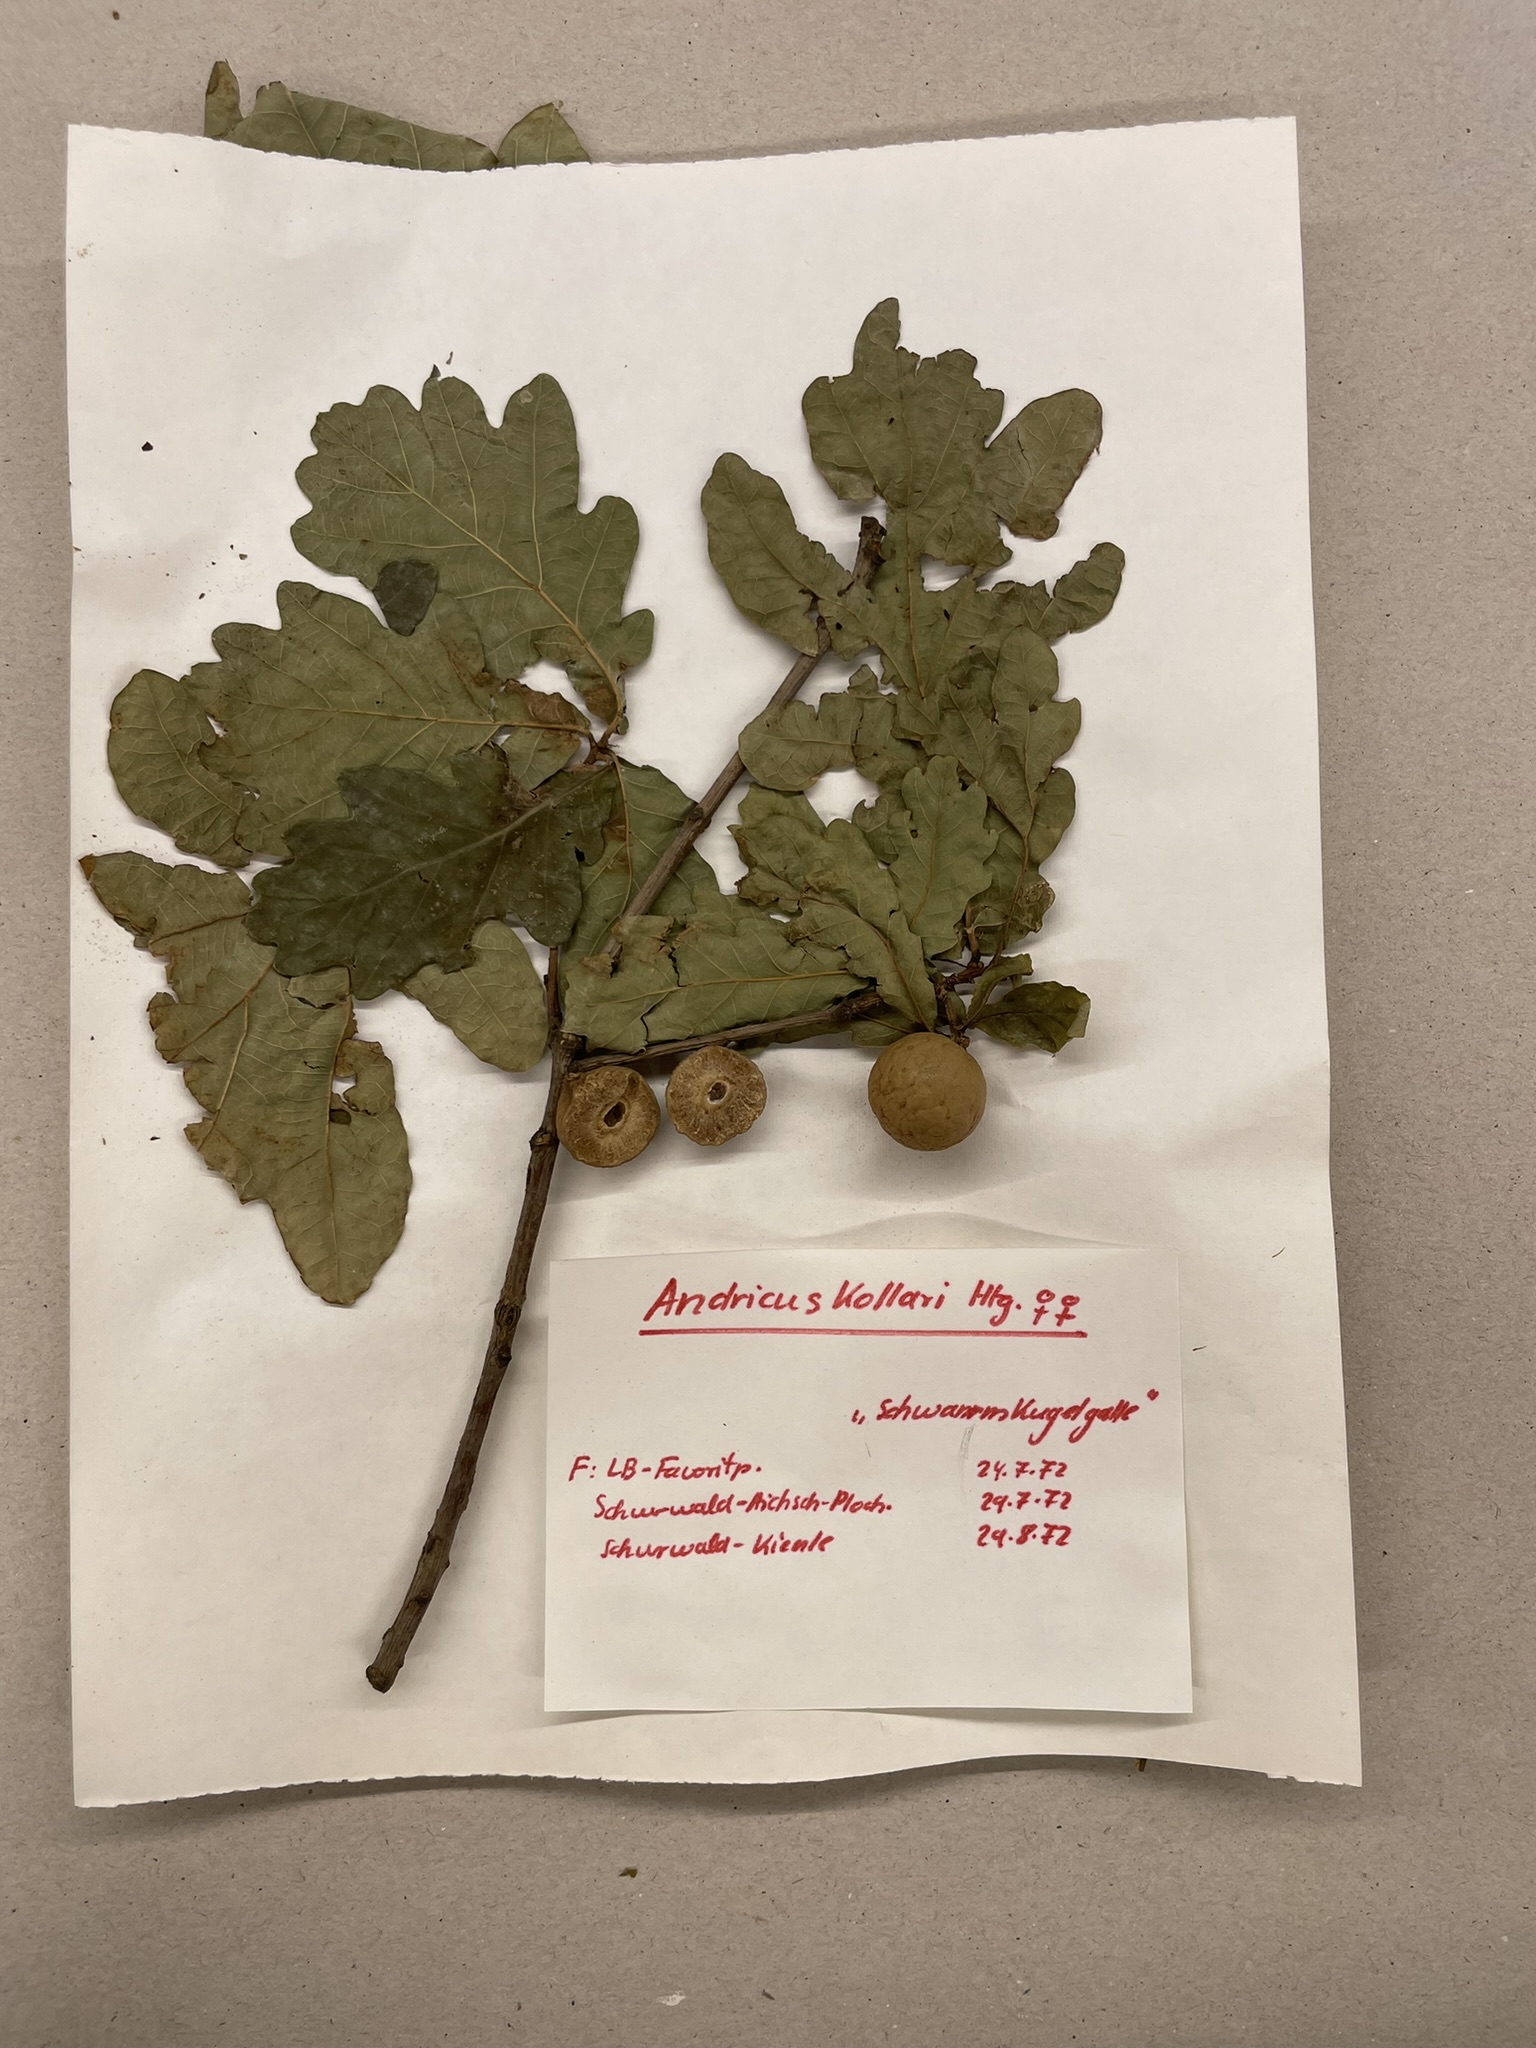 Andricus Kollari Htg. ♀♀
„Schwammkugelgalle“
F: LB-Favoritp. 24.7.72
Schurwald-Aichsch-Ploch. 29.7.72
Schurwald-Kienle 29.8.72